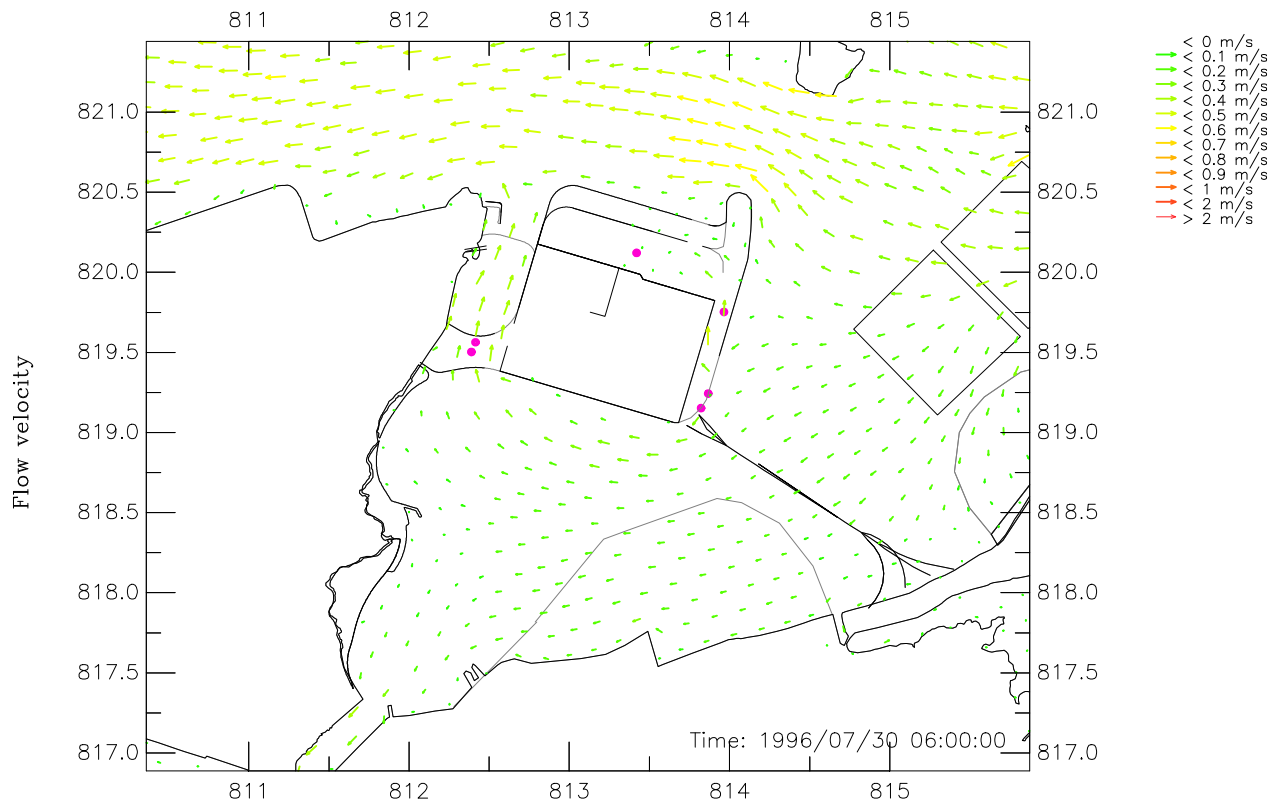 811 812 813 814 815
< 0 m/s
< 0.1 m/s
< 0.2 m/s
< 0.3 m/s
< 0.4 m/s
< 0.5 m/s
< 0.6 m/s
< 0.7 m/s
< 0.8 m/s
< 0.9 m/s
< 1 m/s
< 2 m/s
> 2 m/s
821.0 821.0
820.5 820.5
820.0 820.0
819.5 819.5
819.0 819.0
818.5 818.5
818.0 818.0
817.5 817.5
817.0 817.0
Flow velocity
Time: 1996/07/30 06:00:00
811 812 813 814 815